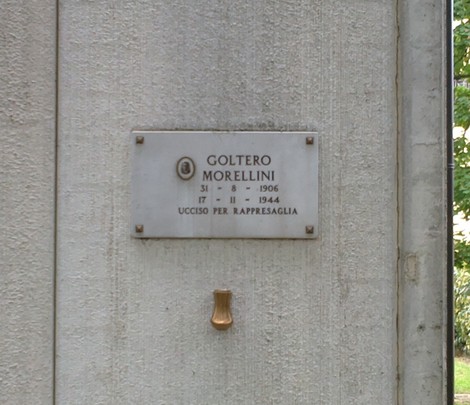 GOLTERO
MORELLINI
31 - 8 - 1906
17 - 11 - 1944
UCCISO PER RAPPRESAGLIA